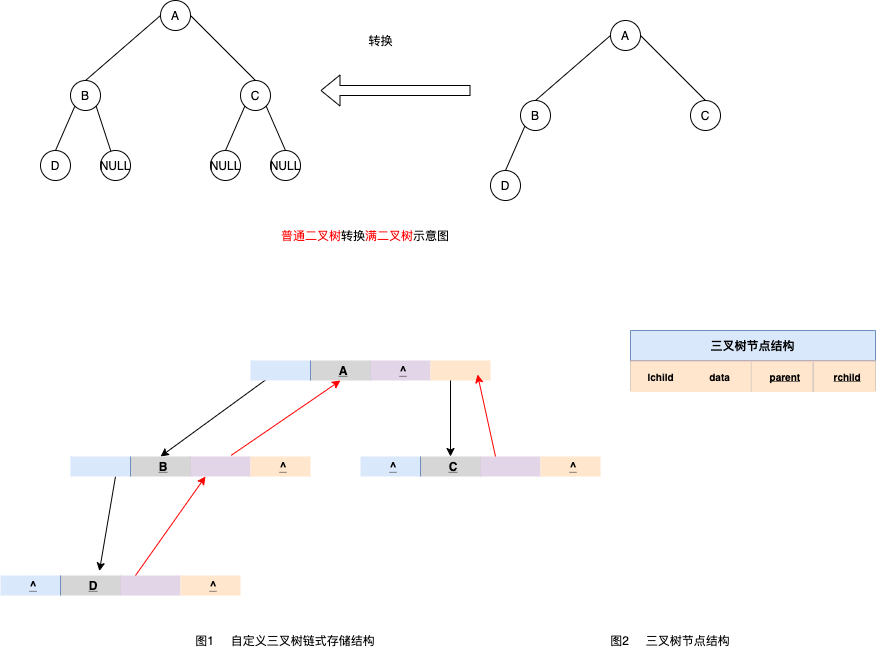 A
A
转换
B
C
B
C
D
NULL
NULL
NULL
D
普通二叉树转换满二叉树示意图
三叉树节点结构
lchild data parent rchild
A ^
B ^
^ C ^
^ D ^
图1 自定义三叉树链式存储结构
图2 三叉树节点结构